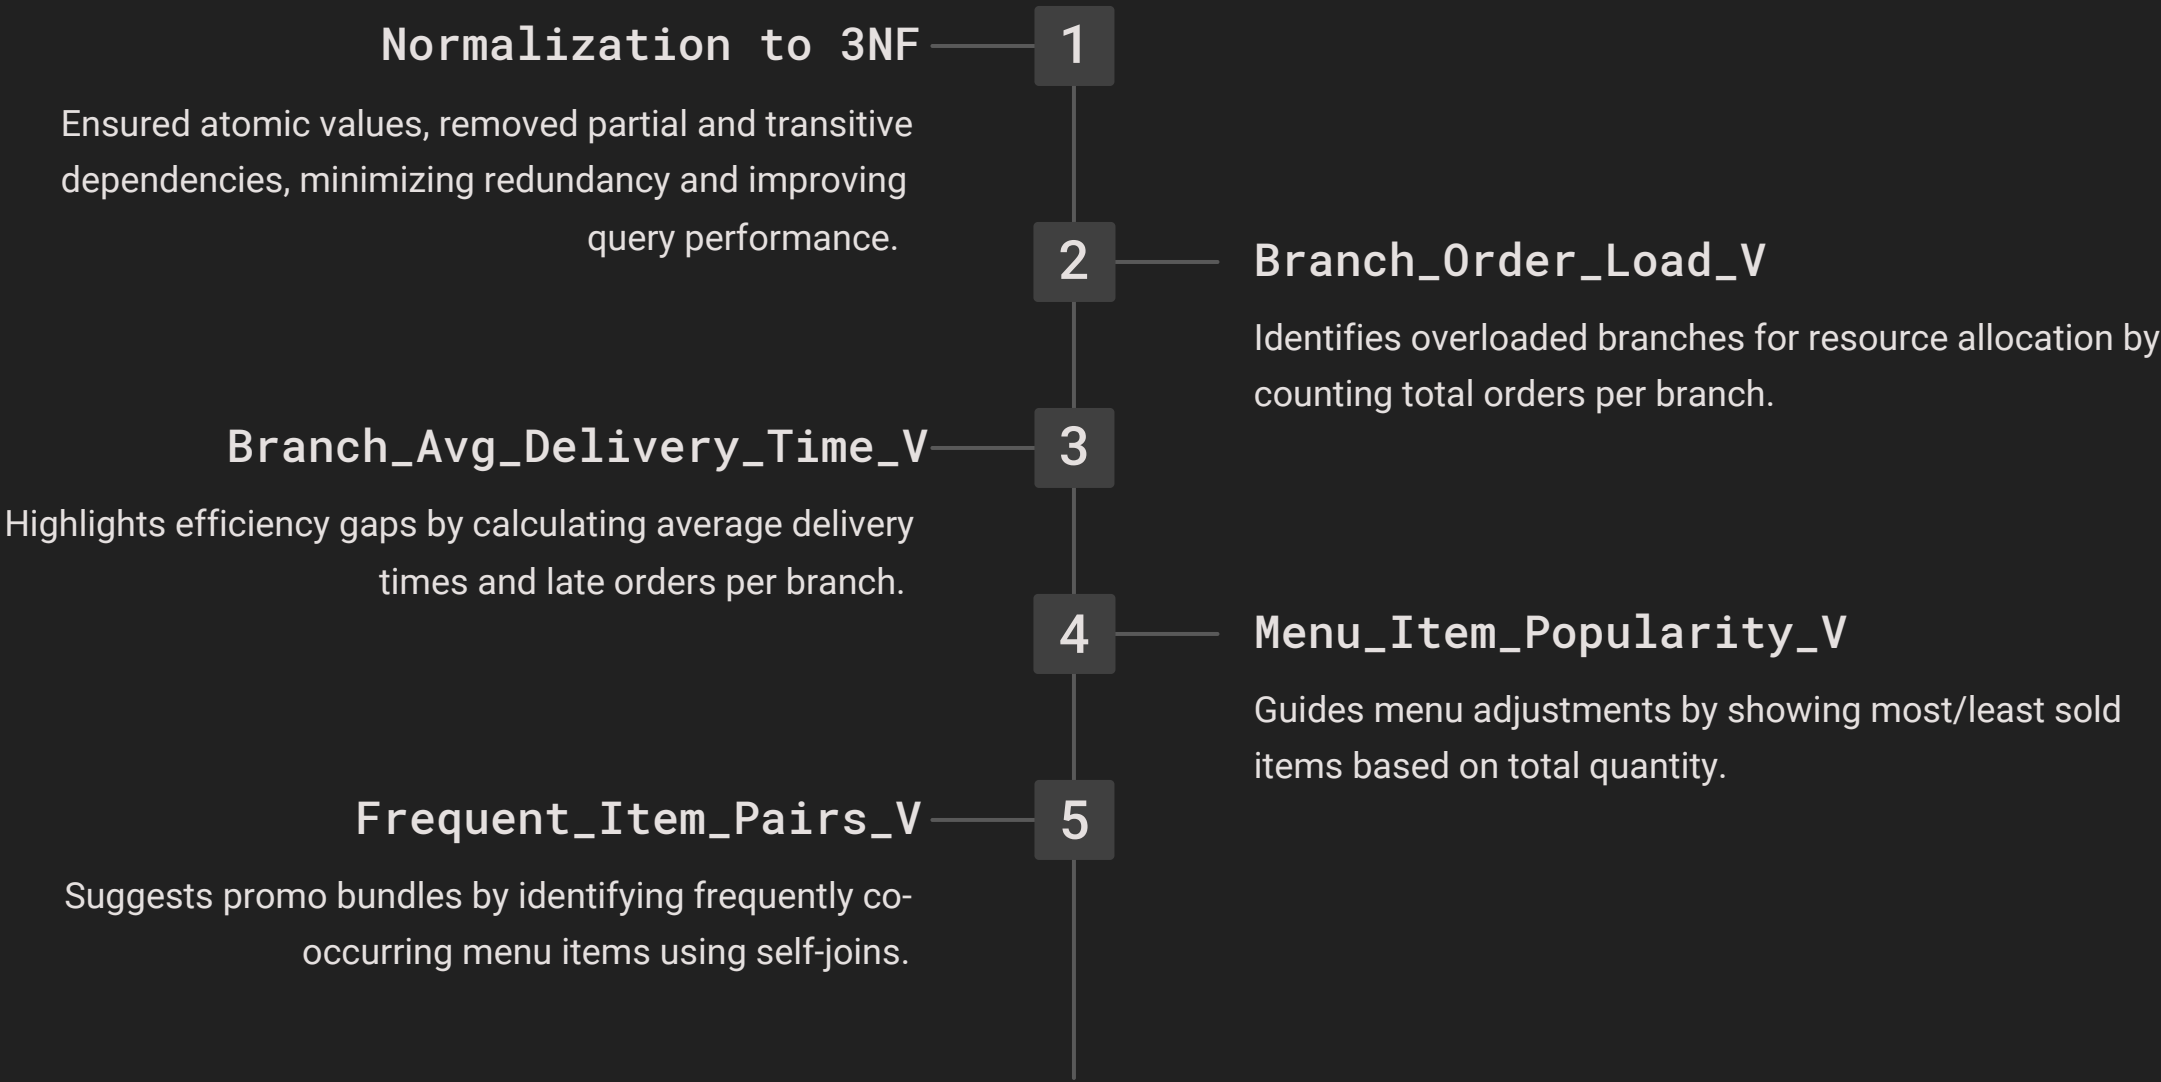 Normalization to 3NF
1
Ensured atomic values, removed partial and transitive
dependencies, minimizing redundancy and improving
query performance.
2
Branch_Order_Load_V
Identifies overloaded branches for resource allocation by
counting total orders per branch.
Branch_Avg_Delivery_Time_V
3
Highlights efficiency gaps by calculating average delivery
times and late orders per branch.
4
Menu_Item_Popularity_V
Guides menu adjustments by showing most/least sold
items based on total quantity.
Frequent_Item_Pairs_V
5
Suggests promo bundles by identifying frequently co-
occurring menu items using self-joins.